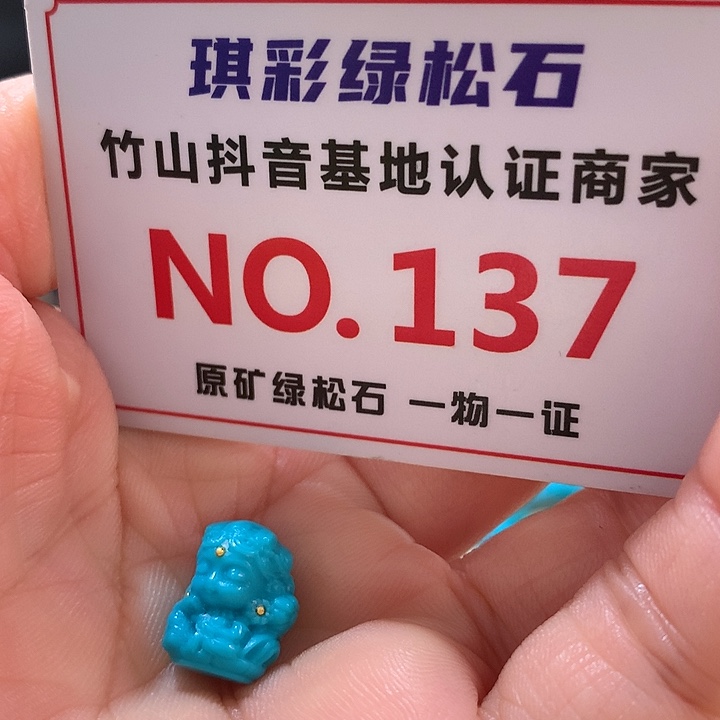 琪彩绿松石
竹山抖音基地认证商家
NO.137
原矿绿松石 一物一证